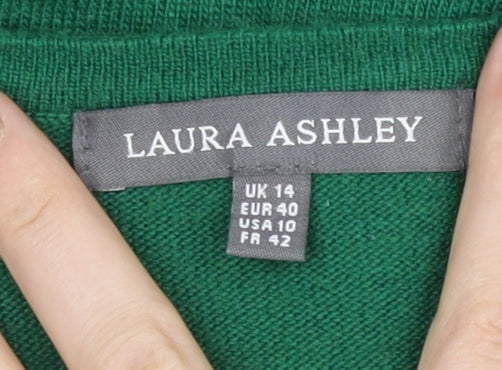 LAURA ASHLEY
UK 14
EUR 40
USA 10
FR 42